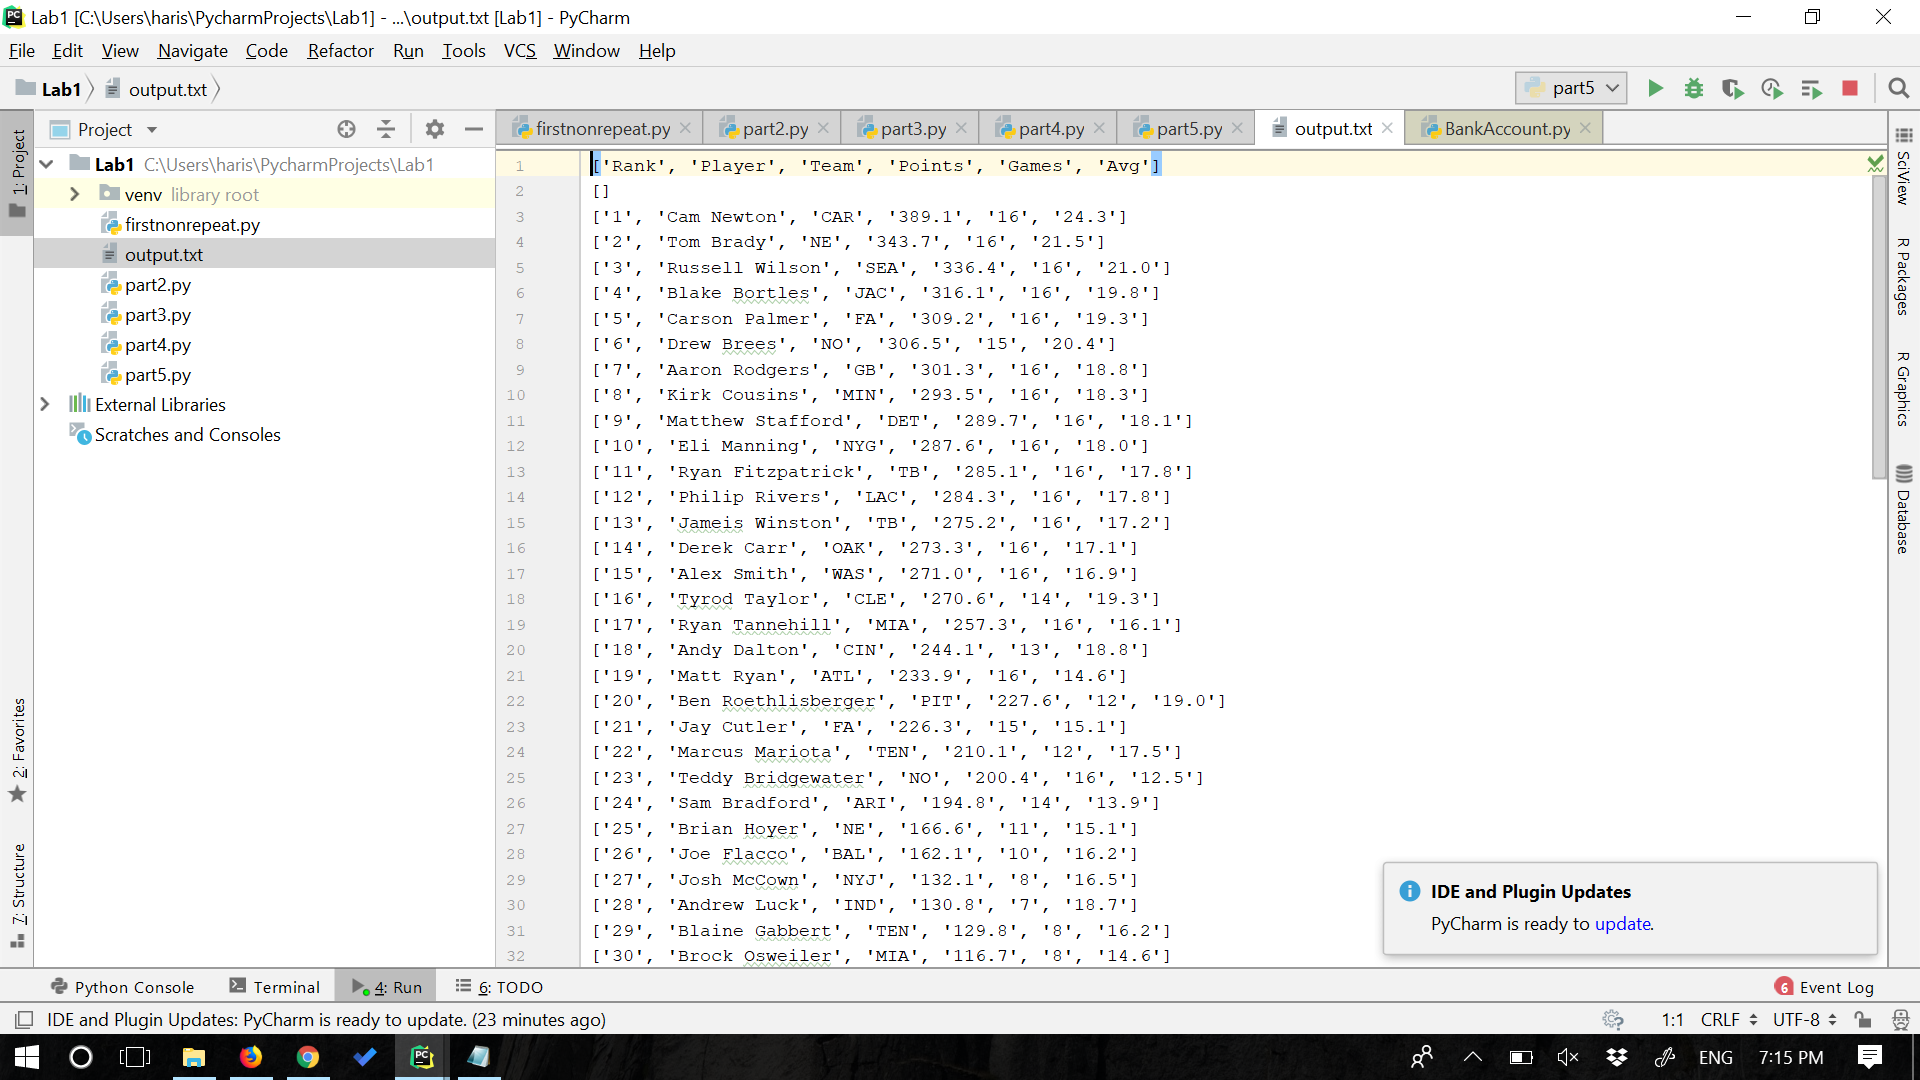 Lab1 [C:\Users\haris\PycharmProjects\Lab1] - ...\output.txt [Lab1] - PyCharm
File Edit View Navigate Code Refactor Run Tools VCS Window Help
Lab1 output.txt part5
Project
firstnonrepeat.py part2.py part3.py part4.py part5.py output.txt BankAccount.py
1: Project
2: Favorites
7: Structure
Lab1 C:\Users\haris\PycharmProjects\Lab1
venv library root
firstnonrepeat.py
output.txt
part2.py
part3.py
part4.py
part5.py
External Libraries
Scratches and Consoles
1 ['Rank', 'Player', 'Team', 'Points', 'Games', 'Avg']
2 []
3 ['1', 'Cam Newton', 'CAR', '389.1', '16', '24.3']
4 ['2', 'Tom Brady', 'NE', '343.7', '16', '21.5']
5 ['3', 'Russell Wilson', 'SEA', '336.4', '16', '21.0']
6 ['4', 'Blake Bortles', 'JAC', '316.1', '16', '19.8']
7 ['5', 'Carson Palmer', 'FA', '309.2', '16', '19.3']
8 ['6', 'Drew Brees', 'NO', '306.5', '15', '20.4']
9 ['7', 'Aaron Rodgers', 'GB', '301.3', '16', '18.8']
10 ['8', 'Kirk Cousins', 'MIN', '293.5', '16', '18.3']
11 ['9', 'Matthew Stafford', 'DET', '289.7', '16', '18.1']
12 ['10', 'Eli Manning', 'NYG', '287.6', '16', '18.0']
13 ['11', 'Ryan Fitzpatrick', 'TB', '285.1', '16', '17.8']
14 ['12', 'Philip Rivers', 'LAC', '284.3', '16', '17.8']
15 ['13', 'Jameis Winston', 'TB', '275.2', '16', '17.2']
16 ['14', 'Derek Carr', 'OAK', '273.3', '16', '17.1']
17 ['15', 'Alex Smith', 'WAS', '271.0', '16', '16.9']
18 ['16', 'Tyrod Taylor', 'CLE', '270.6', '14', '19.3']
19 ['17', 'Ryan Tannehill', 'MIA', '257.3', '16', '16.1']
20 ['18', 'Andy Dalton', 'CIN', '244.1', '13', '18.8']
21 ['19', 'Matt Ryan', 'ATL', '233.9', '16', '14.6']
22 ['20', 'Ben Roethlisberger', 'PIT', '227.6', '12', '19.0']
23 ['21', 'Jay Cutler', 'FA', '226.3', '15', '15.1']
24 ['22', 'Marcus Mariota', 'TEN', '210.1', '12', '17.5']
25 ['23', 'Teddy Bridgewater', 'NO', '200.4', '16', '12.5']
26 ['24', 'Sam Bradford', 'ARI', '194.8', '14', '13.9']
27 ['25', 'Brian Hoyer', 'NE', '166.6', '11', '15.1']
28 ['26', 'Joe Flacco', 'BAL', '162.1', '10', '16.2']
29 ['27', 'Josh McCown', 'NYJ', '132.1', '8', '16.5']
30 ['28', 'Andrew Luck', 'IND', '130.8', '7', '18.7']
31 ['29', 'Blaine Gabbert', 'TEN', '129.8', '8', '16.2']
32 ['30', 'Brock Osweiler', 'MIA', '116.7', '8', '14.6']
SciView
R Packages
R Graphics
Database
IDE and Plugin Updates
PyCharm is ready to update.
Python Console Terminal 4: Run 6: TODO 6 Event Log
IDE and Plugin Updates: PyCharm is ready to update. (23 minutes ago) 1:1 CRLF UTF-8
PC ENG 7:15 PM